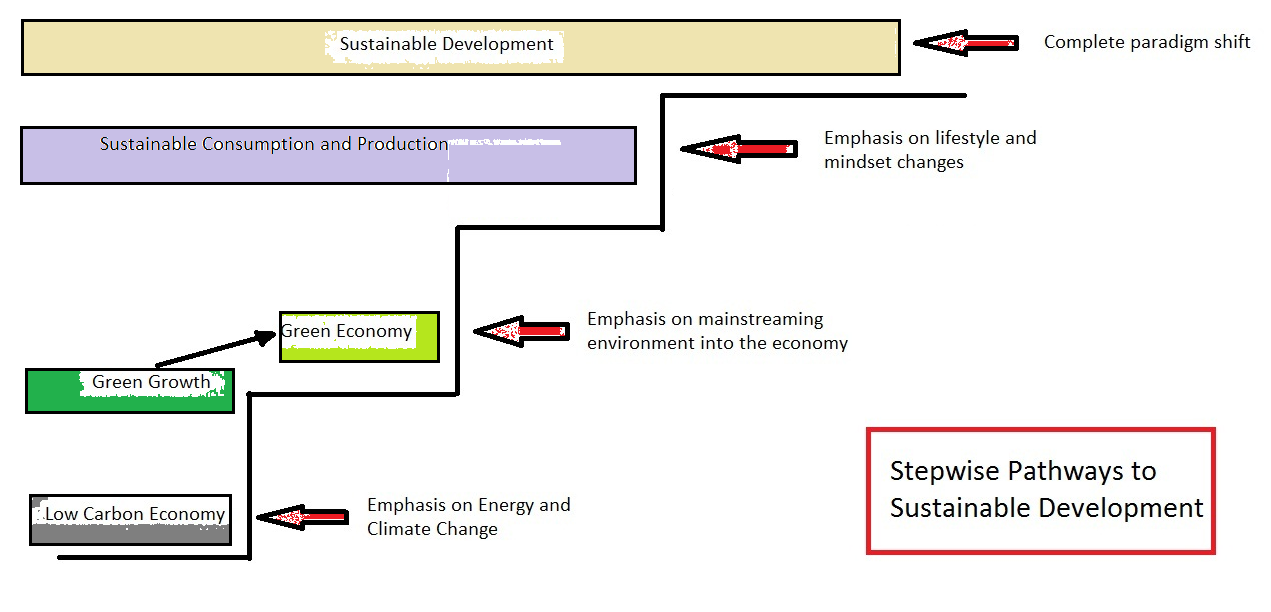 Sustainable Development
Complete paradigm shift
Sustainable Consumption and Production
Emphasis on lifestyle and
mindset changes
Green Economy
Emphasis on mainstreaming
environment into the economy
Green Growth
Low Carbon Economy
Emphasis on Energy and
Climate Change
Stepwise Pathways to
Sustainable Development